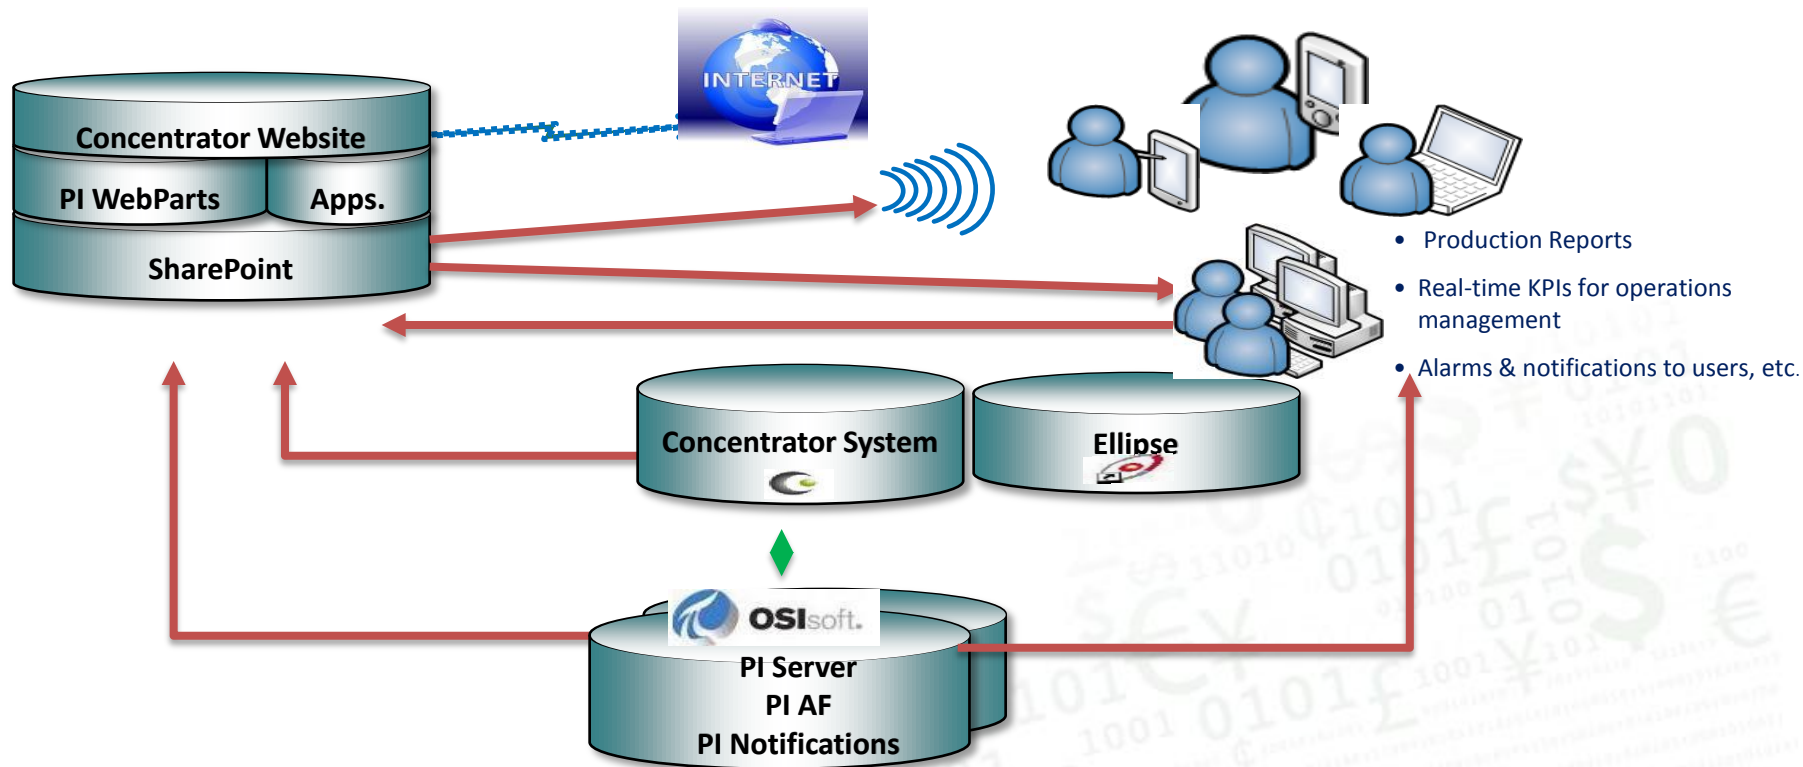 INTERNET
Concentrator Website
PI WebParts
Apps.
SharePoint
• Production Reports
• Real-time KPIs for operations
management
• Alarms & notifications to users, etc.
Concentrator System
Ellipse
OSIsoft.
PI Server
PI AF
PI Notifications